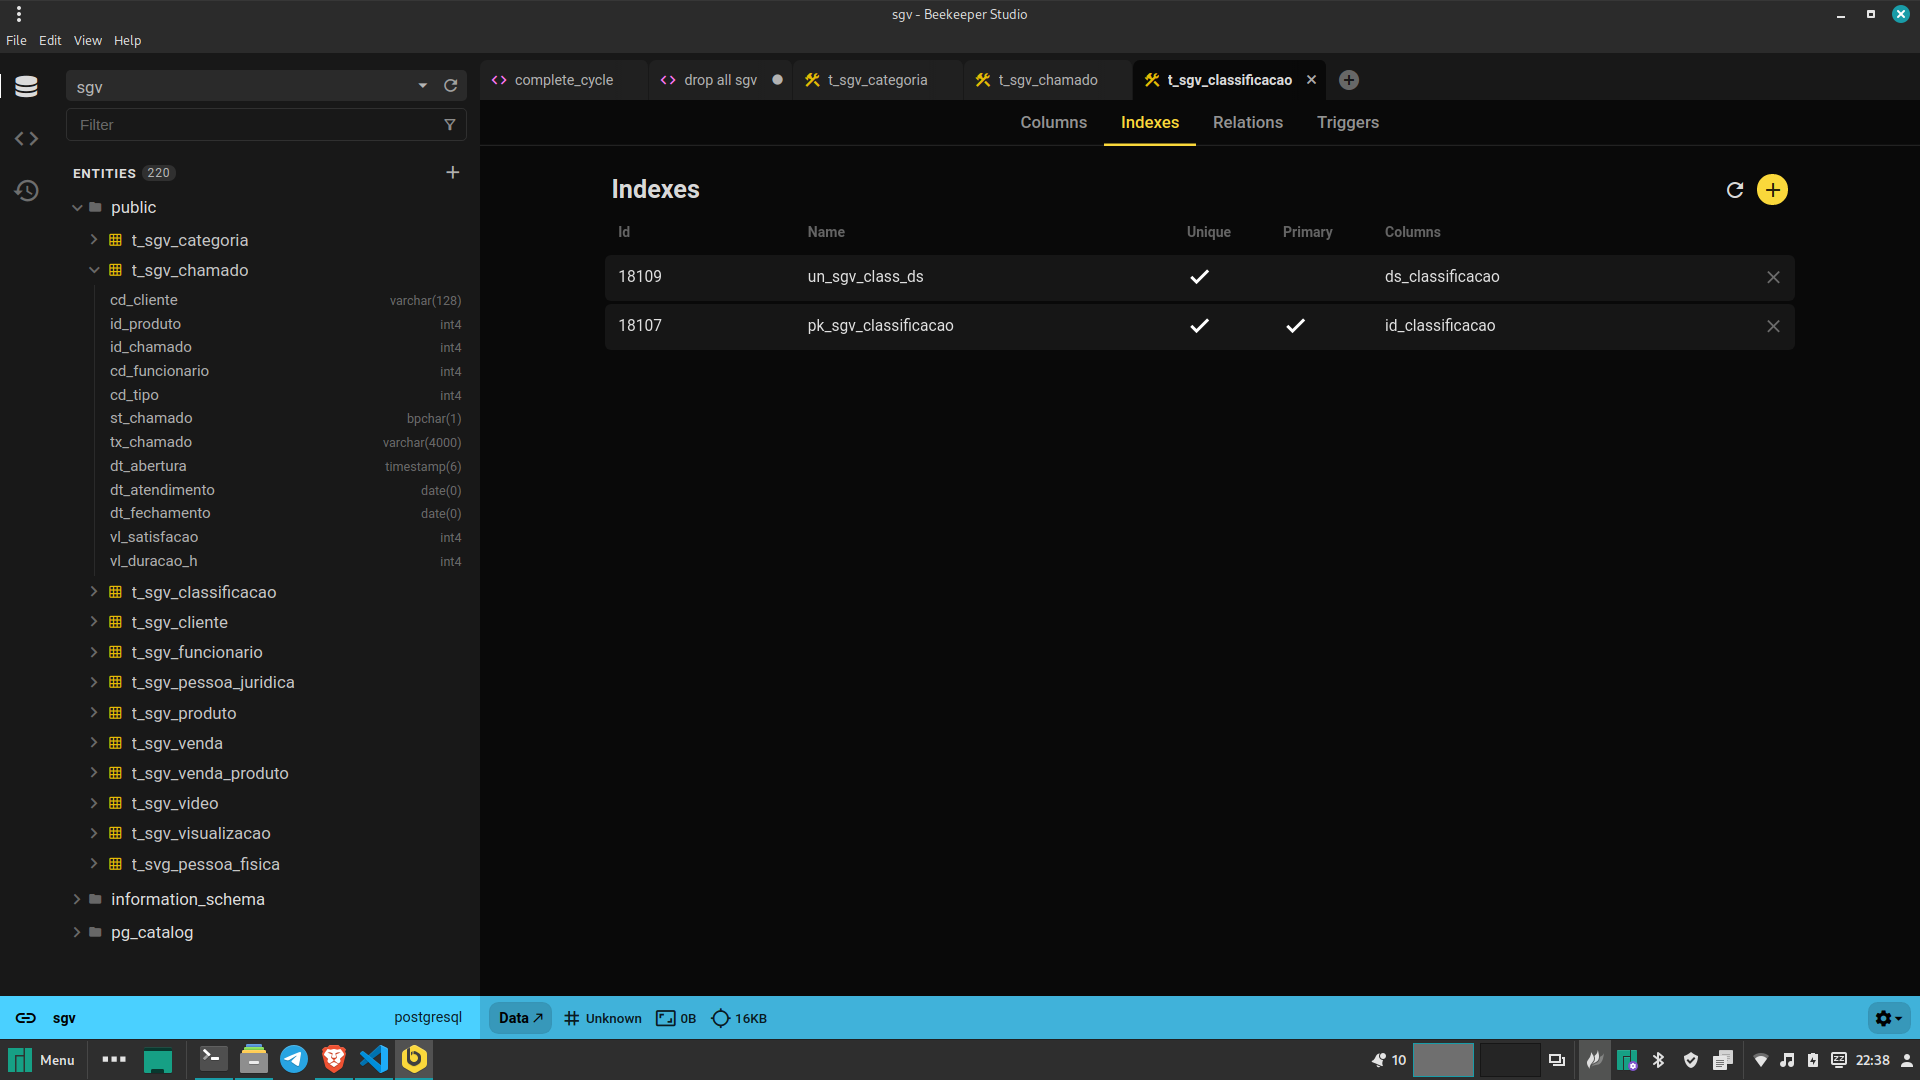 sgv - Beekeeper Studio
File Edit View Help
sgv
Filter
ENTITIES 220
public
t_sgv_categoria
t_sgv_chamado
cd_cliente varchar(128)
id_produto int4
id_chamado int4
cd_funcionario int4
cd_tipo int4
st_chamado bpchar(1)
tx_chamado varchar(4000)
dt_abertura timestamp(6)
dt_atendimento date(0)
dt_fechamento date(0)
vl_satisfacao int4
vl_duracao_h int4
t_sgv_classificacao
t_sgv_cliente
t_sgv_funcionario
t_sgv_pessoa_juridica
t_sgv_produto
t_sgv_venda
t_sgv_venda_produto
t_sgv_video
t_sgv_visualizacao
t_svg_pessoa_fisica
information_schema
pg_catalog
complete_cycle drop all sgv t_sgv_categoria t_sgv_chamado t_sgv_classificacao
Columns Indexes Relations Triggers
Indexes
Id Name Unique Primary Columns
18109 un_sgv_class_ds ds_classificacao
18107 pk_sgv_classificacao id_classificacao
sgv postgresql Data Unknown 0B 16KB
Menu 10 22:38